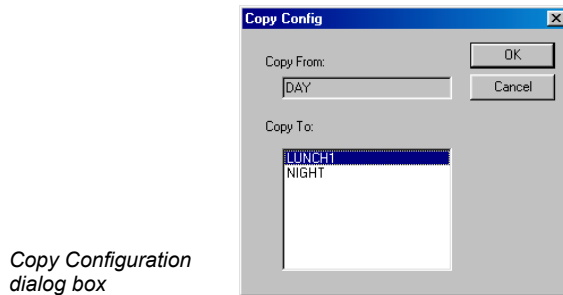 Copy Config
OK
Copy From:
DAY
Cancel
Copy To:
LUNCH1
NIGHT
Copy Configuration
dialog box